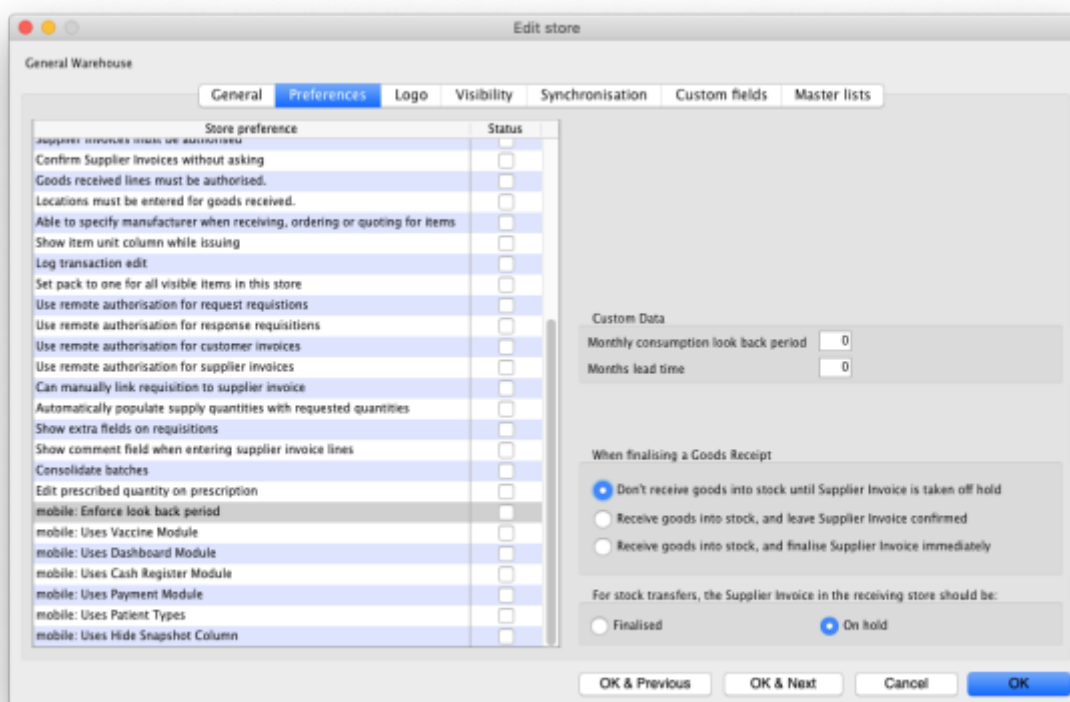 Edit store
General Warehouse
General Preferences Logo Visibility Synchronisation Custom fields Master lists
Store preference Status
Supplier invoices must be authorised
Confirm Supplier Invoices without asking
Goods received lines must be authorised.
Locations must be entered for goods received.
Able to specify manufacturer when receiving, ordering or quoting for items
Show item unit column while issuing
Log transaction edit
Set pack to one for all visible items in this store
Use remote authorisation for request requistions
Use remote authorisation for response requisitions
Use remote authorisation for customer invoices
Use remote authorisation for supplier invoices
Can manually link requisition to supplier invoice
Automatically populate supply quantities with requested quantities
Show extra fields on requisitions
Show comment field when entering supplier invoice lines
Consolidate batches
Edit prescribed quantity on prescription
mobile: Enforce look back period
mobile: Uses Vaccine Module
mobile: Uses Dashboard Module
mobile: Uses Cash Register Module
mobile: Uses Payment Module
mobile: Uses Patient Types
mobile: Uses Hide Snapshot Column
Custom Data
Monthly consumption look back period 0
Months lead time 0
When finalising a Goods Receipt
Don't receive goods into stock until Supplier Invoice is taken off hold
Receive goods into stock, and leave Supplier Invoice confirmed
Receive goods into stock, and finalise Supplier Invoice immediately
For stock transfers, the Supplier Invoice in the receiving store should be:
Finalised On hold
OK & Previous OK & Next Cancel OK